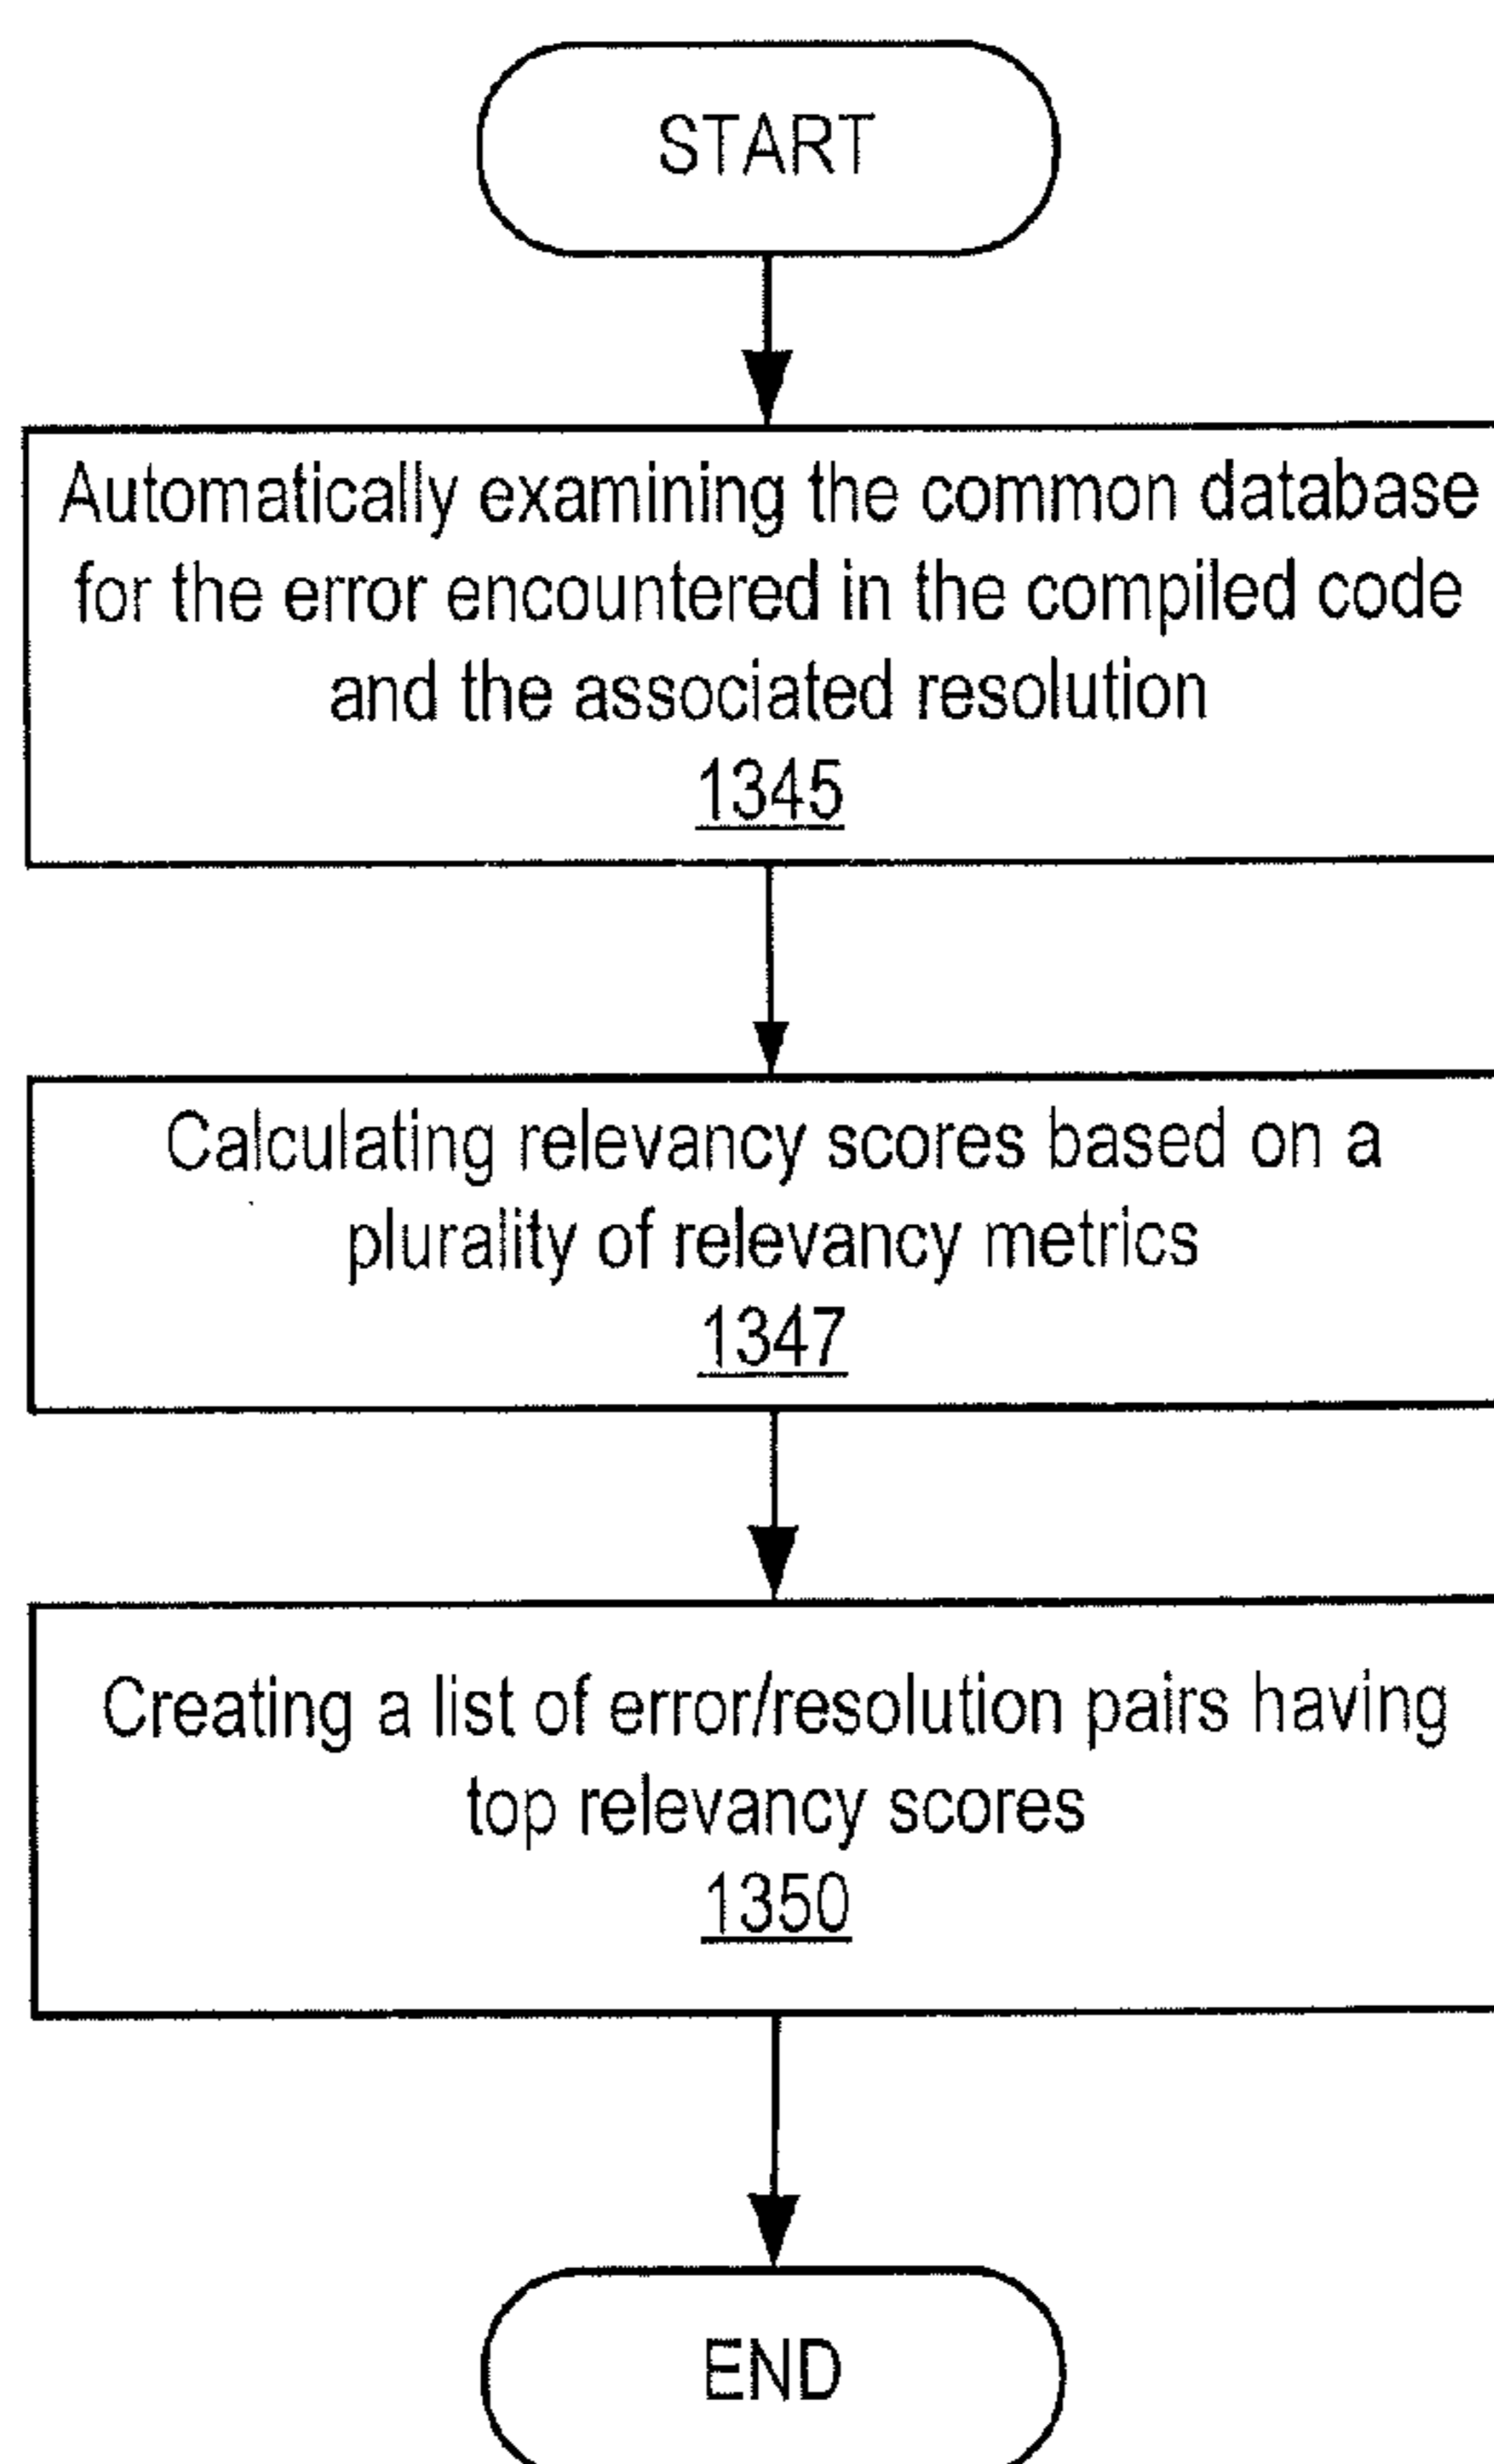 START
Automatically examining the common database
for the error encountered in the compiled code
and the associated resolution
1345
Calculating relevancy scores based on a
plurality of relevancy metrics
1347
Creating a list of error/resolution pairs having
top relevancy scores
1350
END